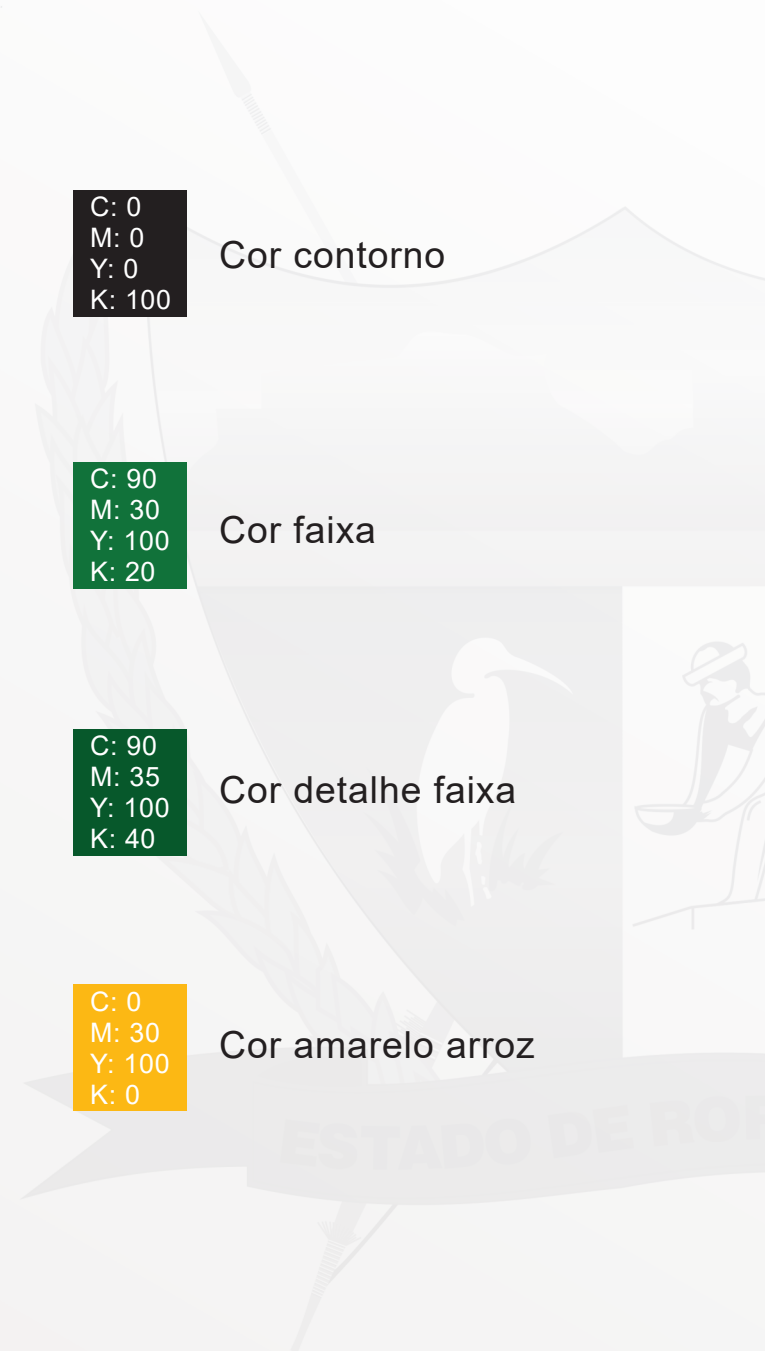 C: 0
M: 0
Y: 0
K: 100
Cor contorno
C: 90
M: 30
Y: 100
K: 20
Cor faixa
C: 90
M: 35
Y: 100
K: 40
Cor detalhe faixa
C: 0
M: 30
Y: 100
K: 0
Cor amarelo arroz
ESTADO DE